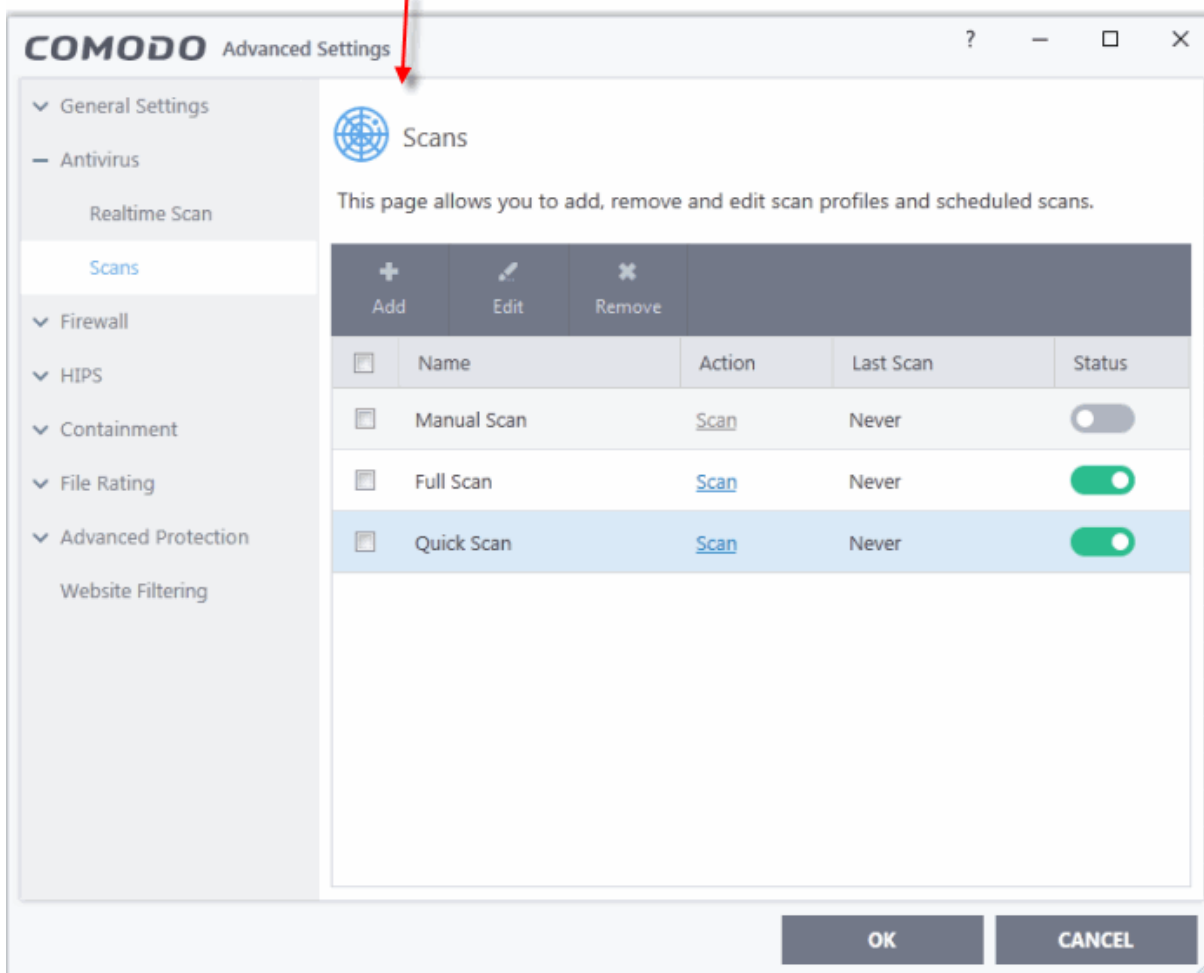 COMODO Advanced Settings ?
General Settings
Antivirus
Realtime Scan
Scans
Firewall
HIPS
Containment
File Rating
Advanced Protection
Website Filtering
Scans
This page allows you to add, remove and edit scan profiles and scheduled scans.
Add Edit Remove
Name Action Last Scan Status
Manual Scan Scan Never
Full Scan Scan Never
Quick Scan Scan Never
OK CANCEL